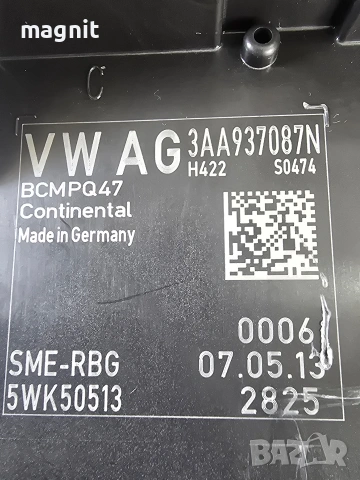 magnit
C
VW AG 3AA937087N
H422 S0474
BCMPQ47
Continental
Made in Germany
0006
SME-RBG 07.05.13
5WK50513 2825
BAZAR